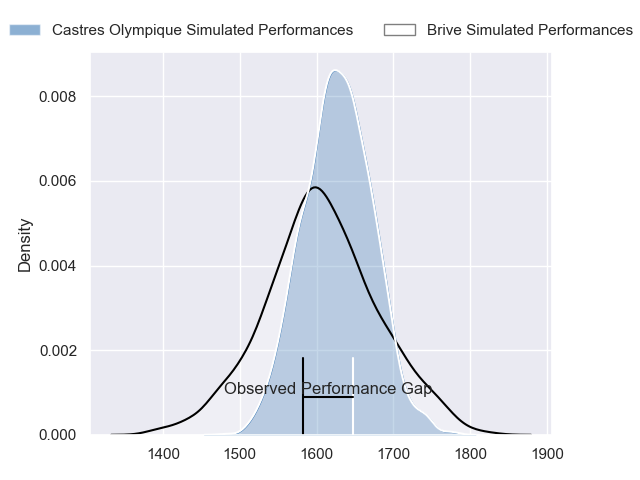 Castres Olympique Simulated Performances
Brive Simulated Performances
0.008
0.006
0.004
0.002
0.000
Density
Observed Performance Gap
1400 1500 1600 1700 1800 1900